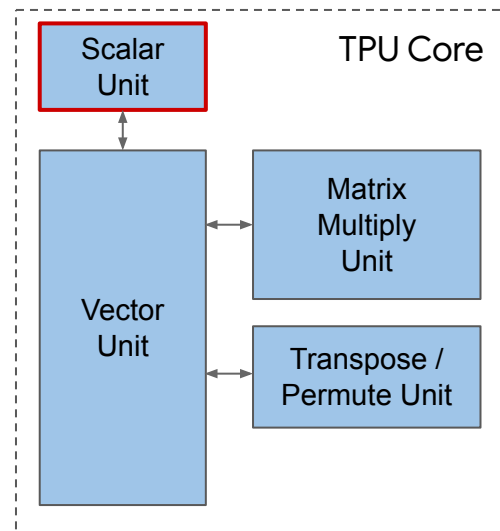 Scalar
Unit
TPU Core
Vector
Unit
Matrix
Multiply
Unit
Transpose /
Permute Unit